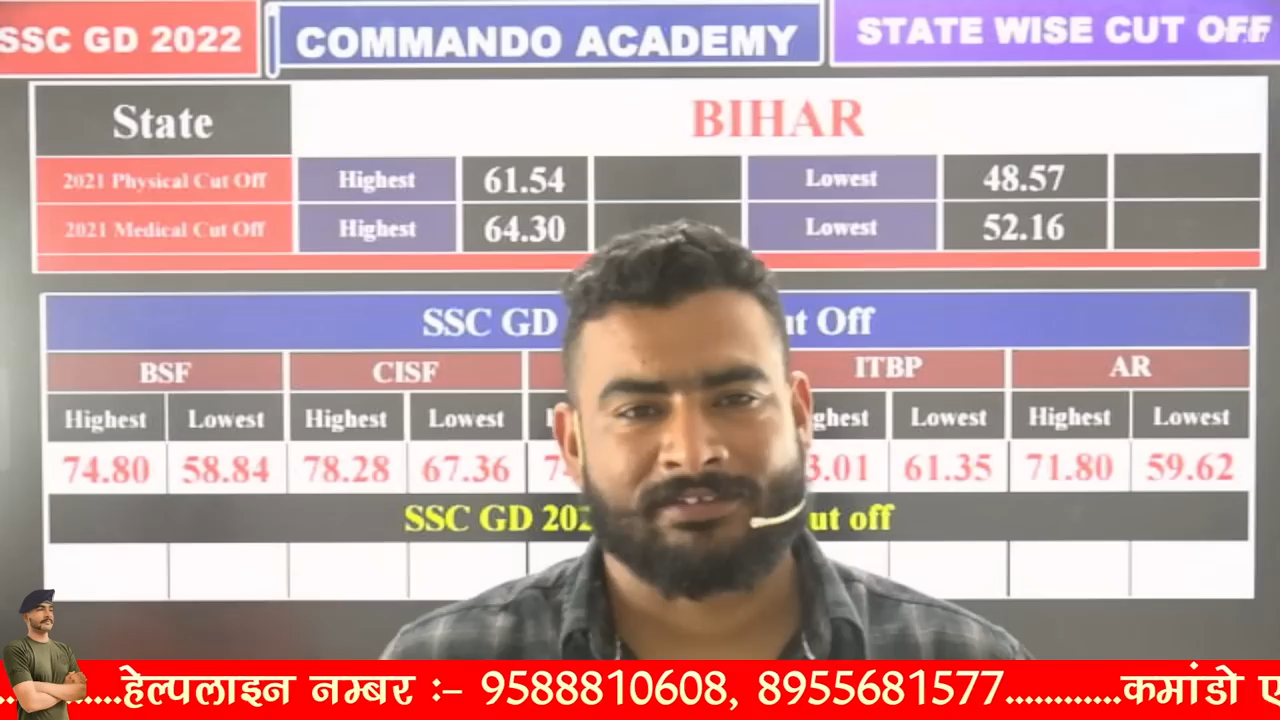 SSC GD 2022 COMMANDO ACADEMY STATE WISE CUT OFF
State BIHAR
2021 Physical Cut Off Highest 61.54 Lowest 48.57
2021 Medical Cut Off Highest 64.30 Lowest 52.16
SSC GD Off
BSF CISF ITBP AR
Highest Lowest Highest Lowest Lowest Highest Lowest
74.80 58.84 78.28 67.36 61.35 71.80 59.62
SSC GD off
हेल्पलाइन नम्बर :– 9588810608, 8955681577............कमांडो